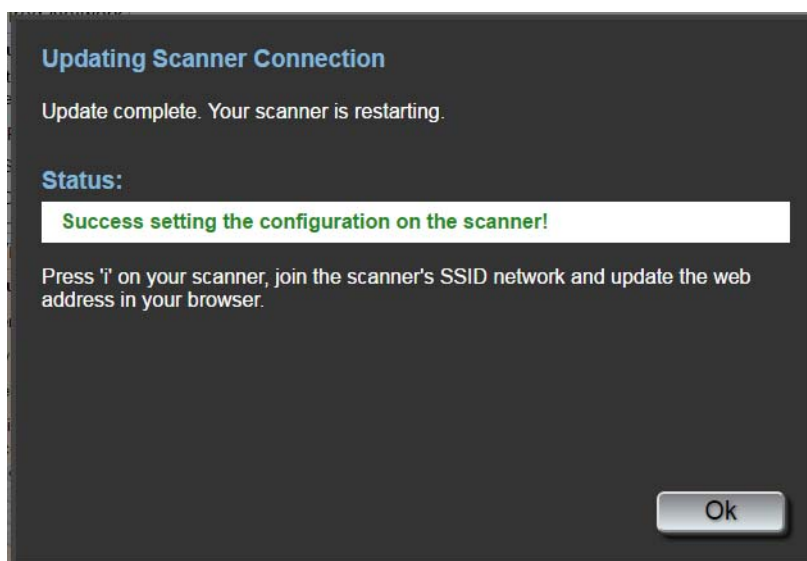 Updating Scanner Connection
Update complete. Your scanner is restarting.
Status:
Success setting the configuration on the scanner!
Press 'i' on your scanner, join the scanner's SSID network and update the web
address in your browser.
Ok